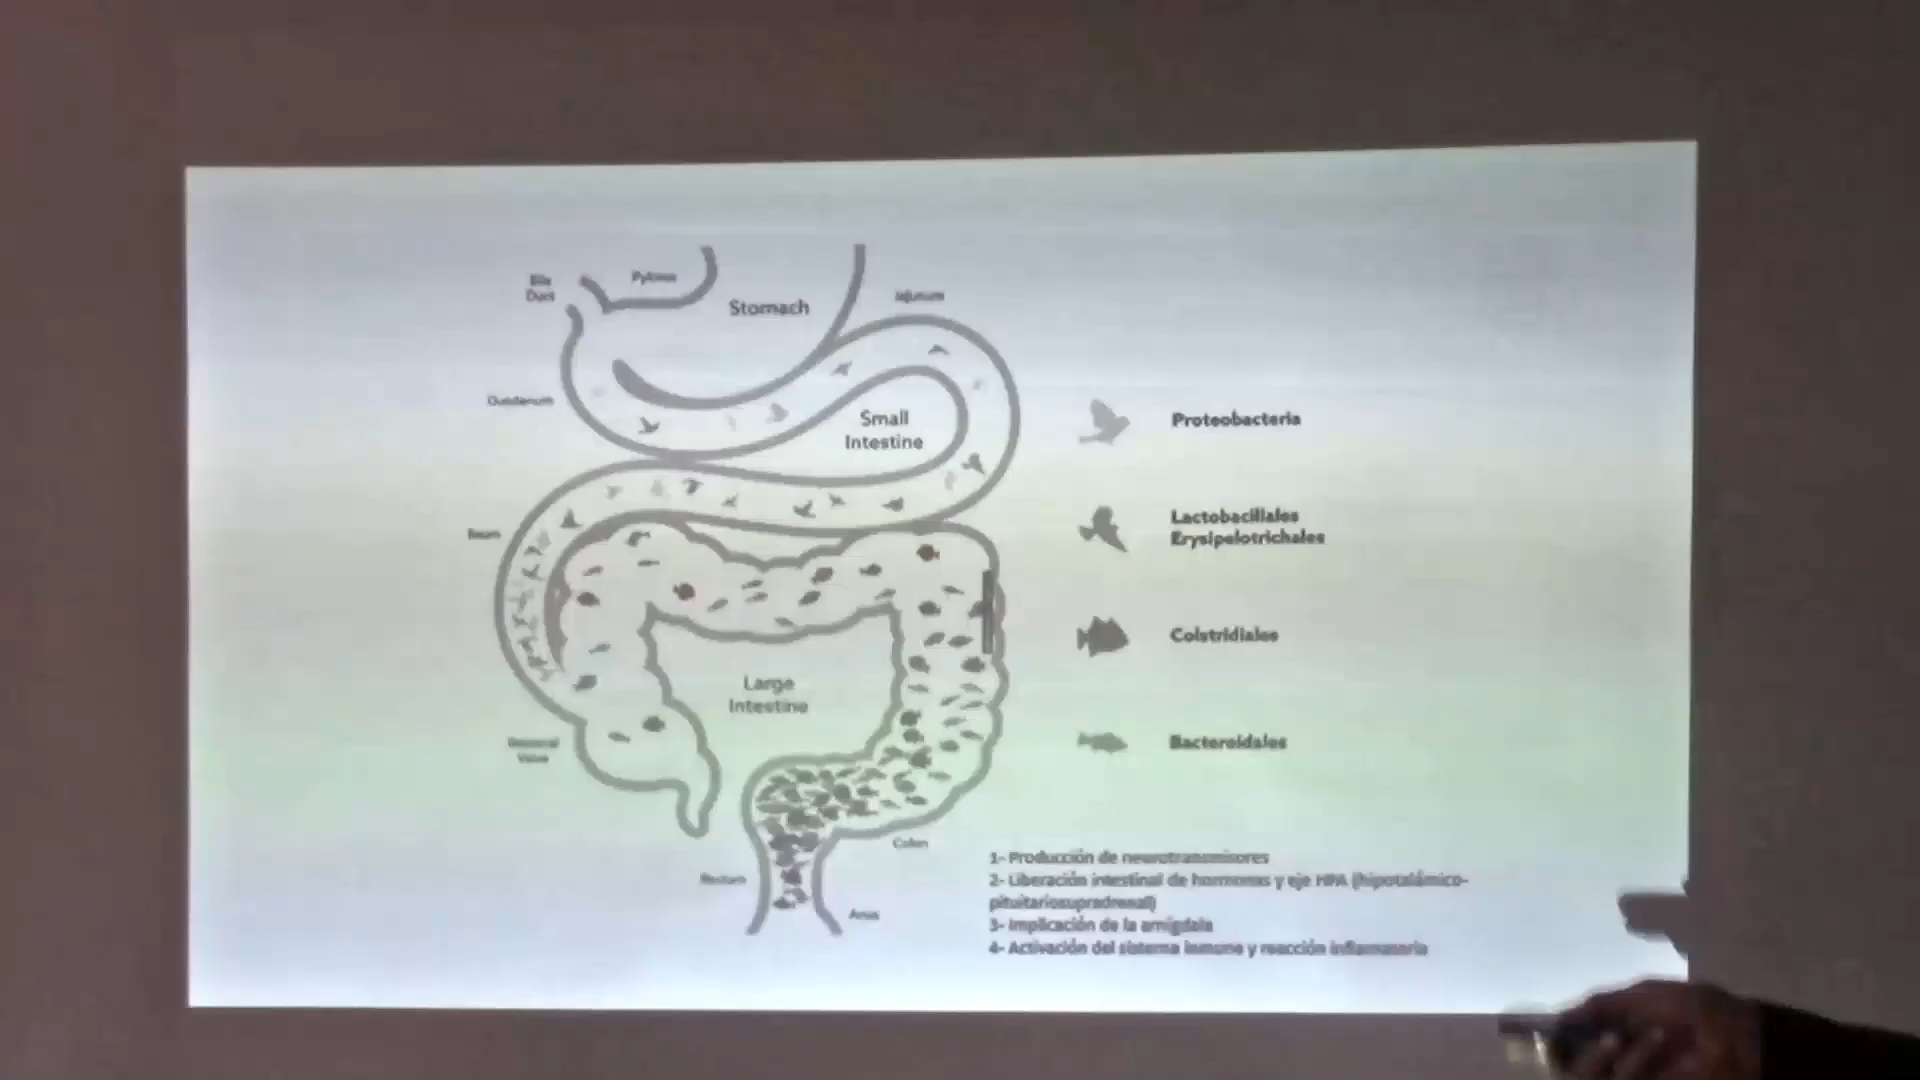 Bile
Duct
Pylorus
Stomach
Jejunum
Duodenum
Small
Intestine
Proteobacteria
Lactobacillales
Erysipelotrichales
Ileum
Colstridiales
Large
Intestine
Bacteroidales
Valve
Colon
Rectum
Anus
1- Producción de neurotransmisores
2- Liberación intestinal de hormonas y eje HPA (hipotalámico-
pituitariosupradrenal)
3- Implicación de la amígdala
4- Activación del sistema inmune y reacción inflamatoria